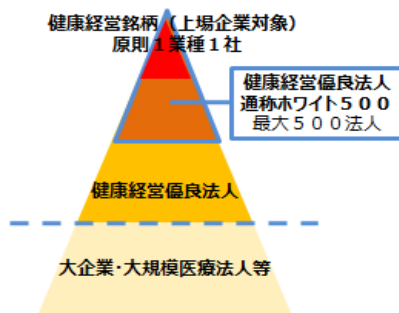 健康経営銘柄（上場企業対象）
原則１業種１社
健康経営優良法人
通称ホワイト５００
最大５００法人
健康経営優良法人
大企業・大規模医療法人等